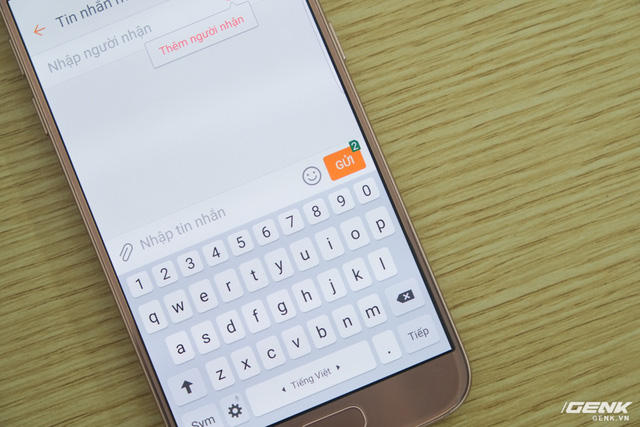 Tin nhắn m
Thêm người nhận
Nhập người nhận
2
GỬI
Nhập tin nhắn
1 2 3 4 5 6 7 8 9 0
q w e r t y u i o p
a s d f g h j k l
z x c v b n m
Sym Tiếng Việt . Tiếp
GENK
GENK.VN